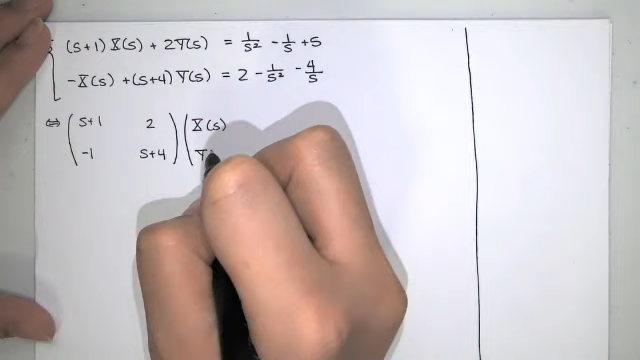 (s+1) X(s) + 2Y(s) = 1/s² - 1/s + 5
-X(s) + (s+4) Y(s) = 2 - 1/s² - 4/s
⇔ ( s+1 2 ) ( X(s)
-1 s+4 Y